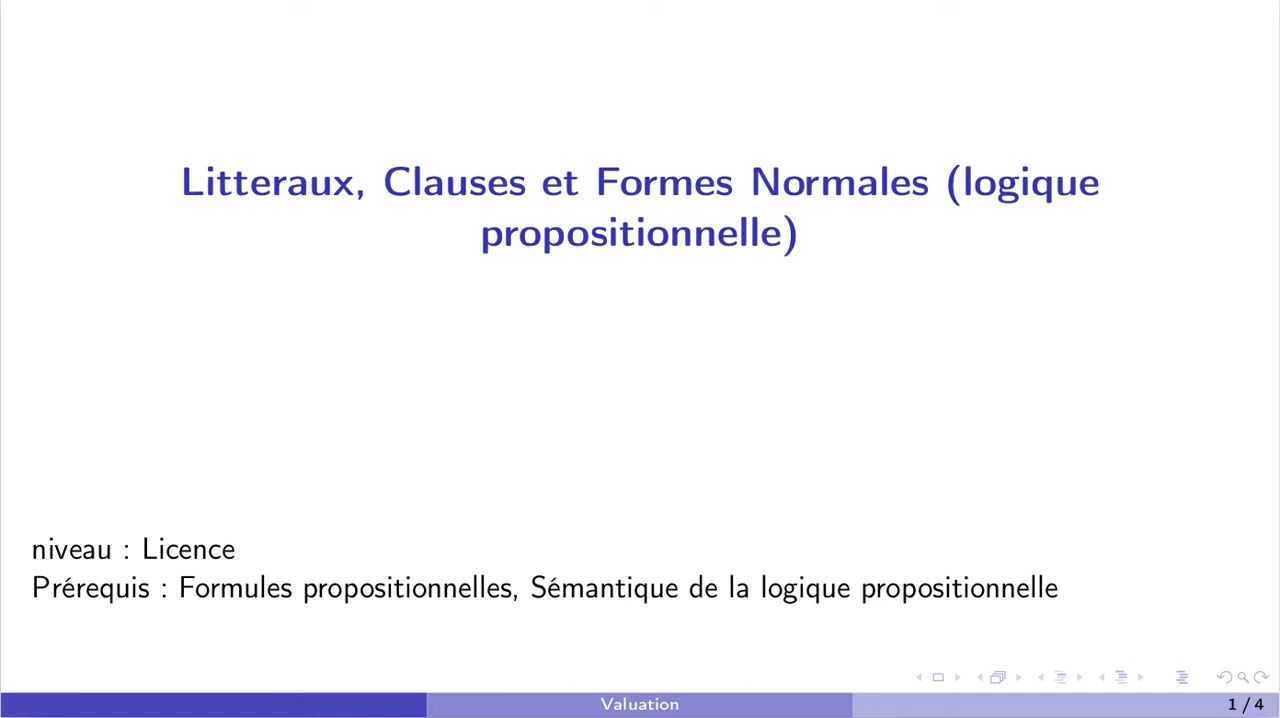 Litteraux, Clauses et Formes Normales (logique
propositionnelle)
niveau : Licence
Prérequis : Formules propositionnelles, Sémantique de la logique propositionnelle
Valuation
1 / 4